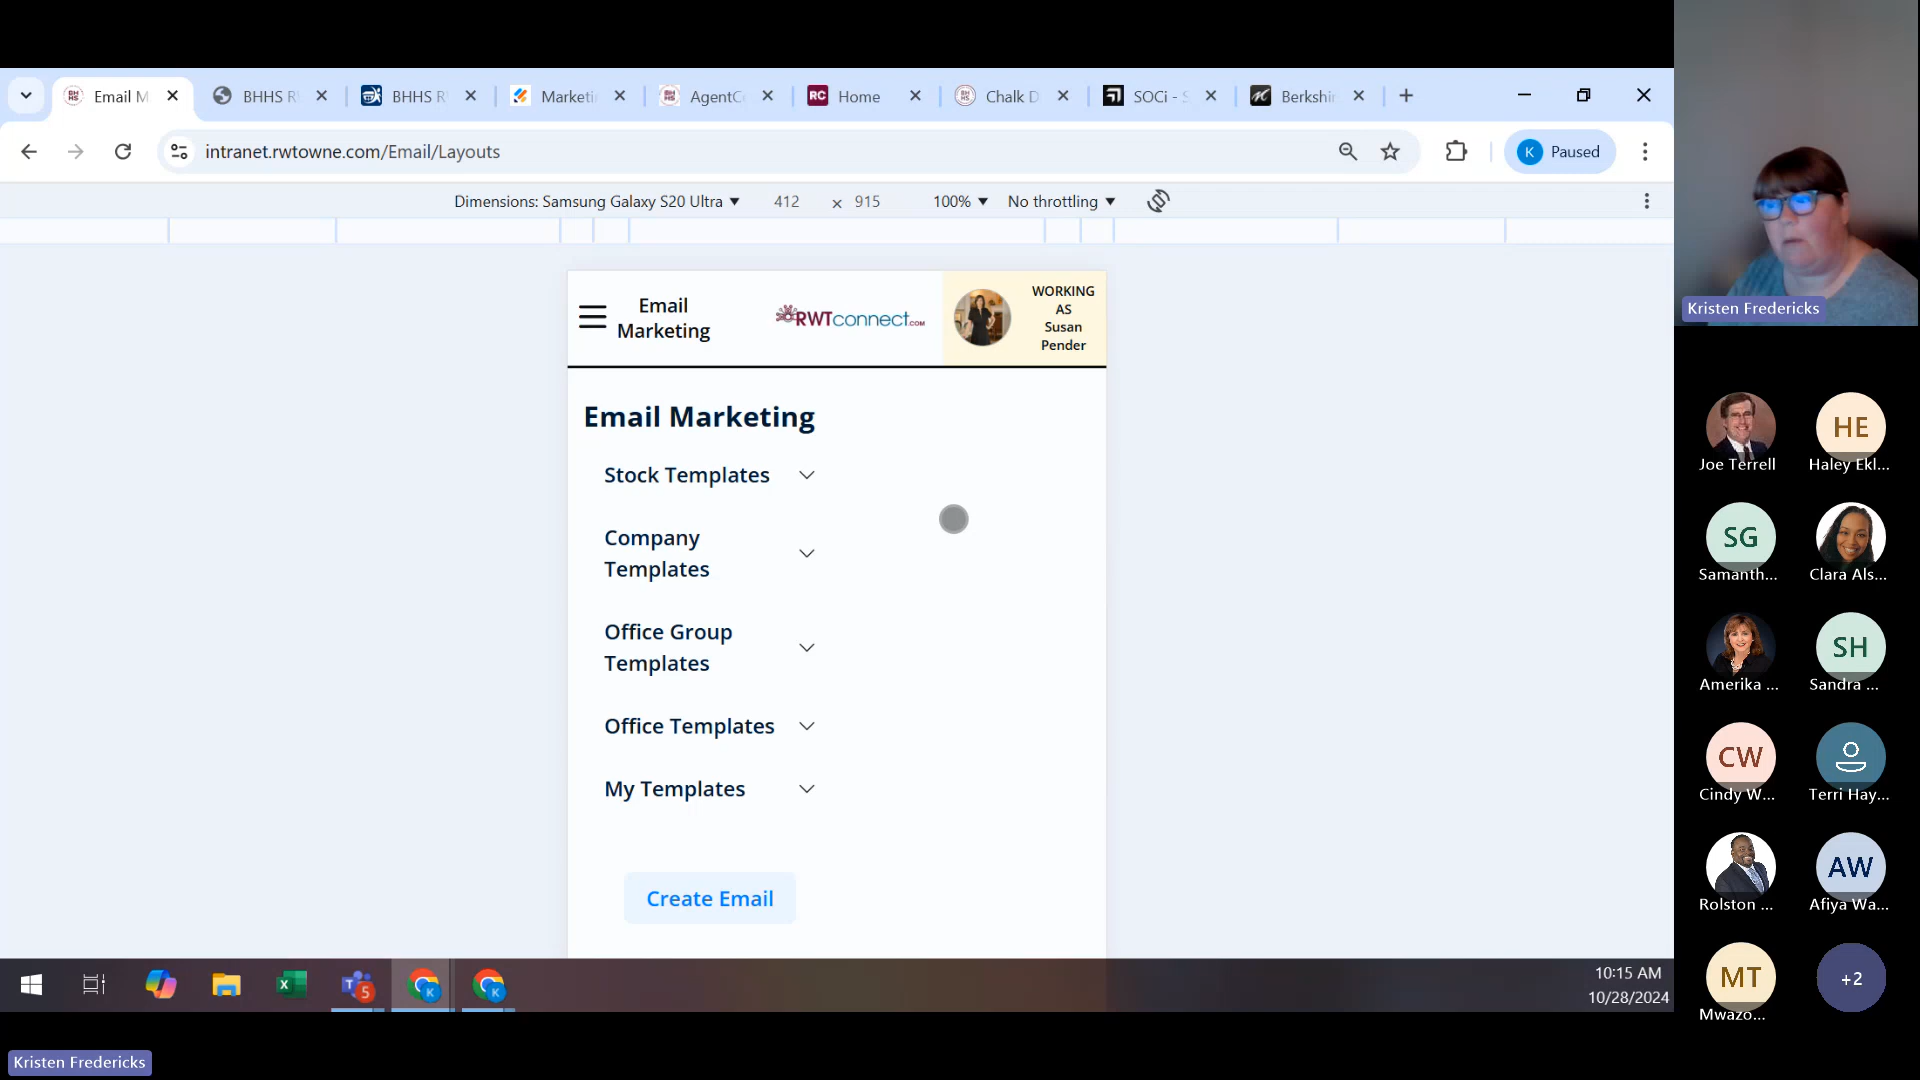 Email M
BHHS R
BHHS R
Marketi
AgentC
RC
Home
Chalk D
SOCi - S
Berkshir
intranet.rwtowne.com/Email/Layouts
K
Paused
Dimensions: Samsung Galaxy S20 Ultra
412
x
915
100%
No throttling
Email
Marketing
RWTconnect.com
WORKING
AS
Susan
Pender
Email Marketing
Stock Templates
Company
Templates
Office Group
Templates
Office Templates
My Templates
Create Email
5
K
K
10:15 AM
10/28/2024
Kristen Fredericks
Kristen Fredericks
Joe Terrell
HE
Haley Ekl...
SG
Samanth...
Clara Als...
Amerika ...
SH
Sandra ...
CW
Cindy W...
Terri Hay...
Rolston ...
AW
Afiya Wa...
MT
Mwazo...
+2